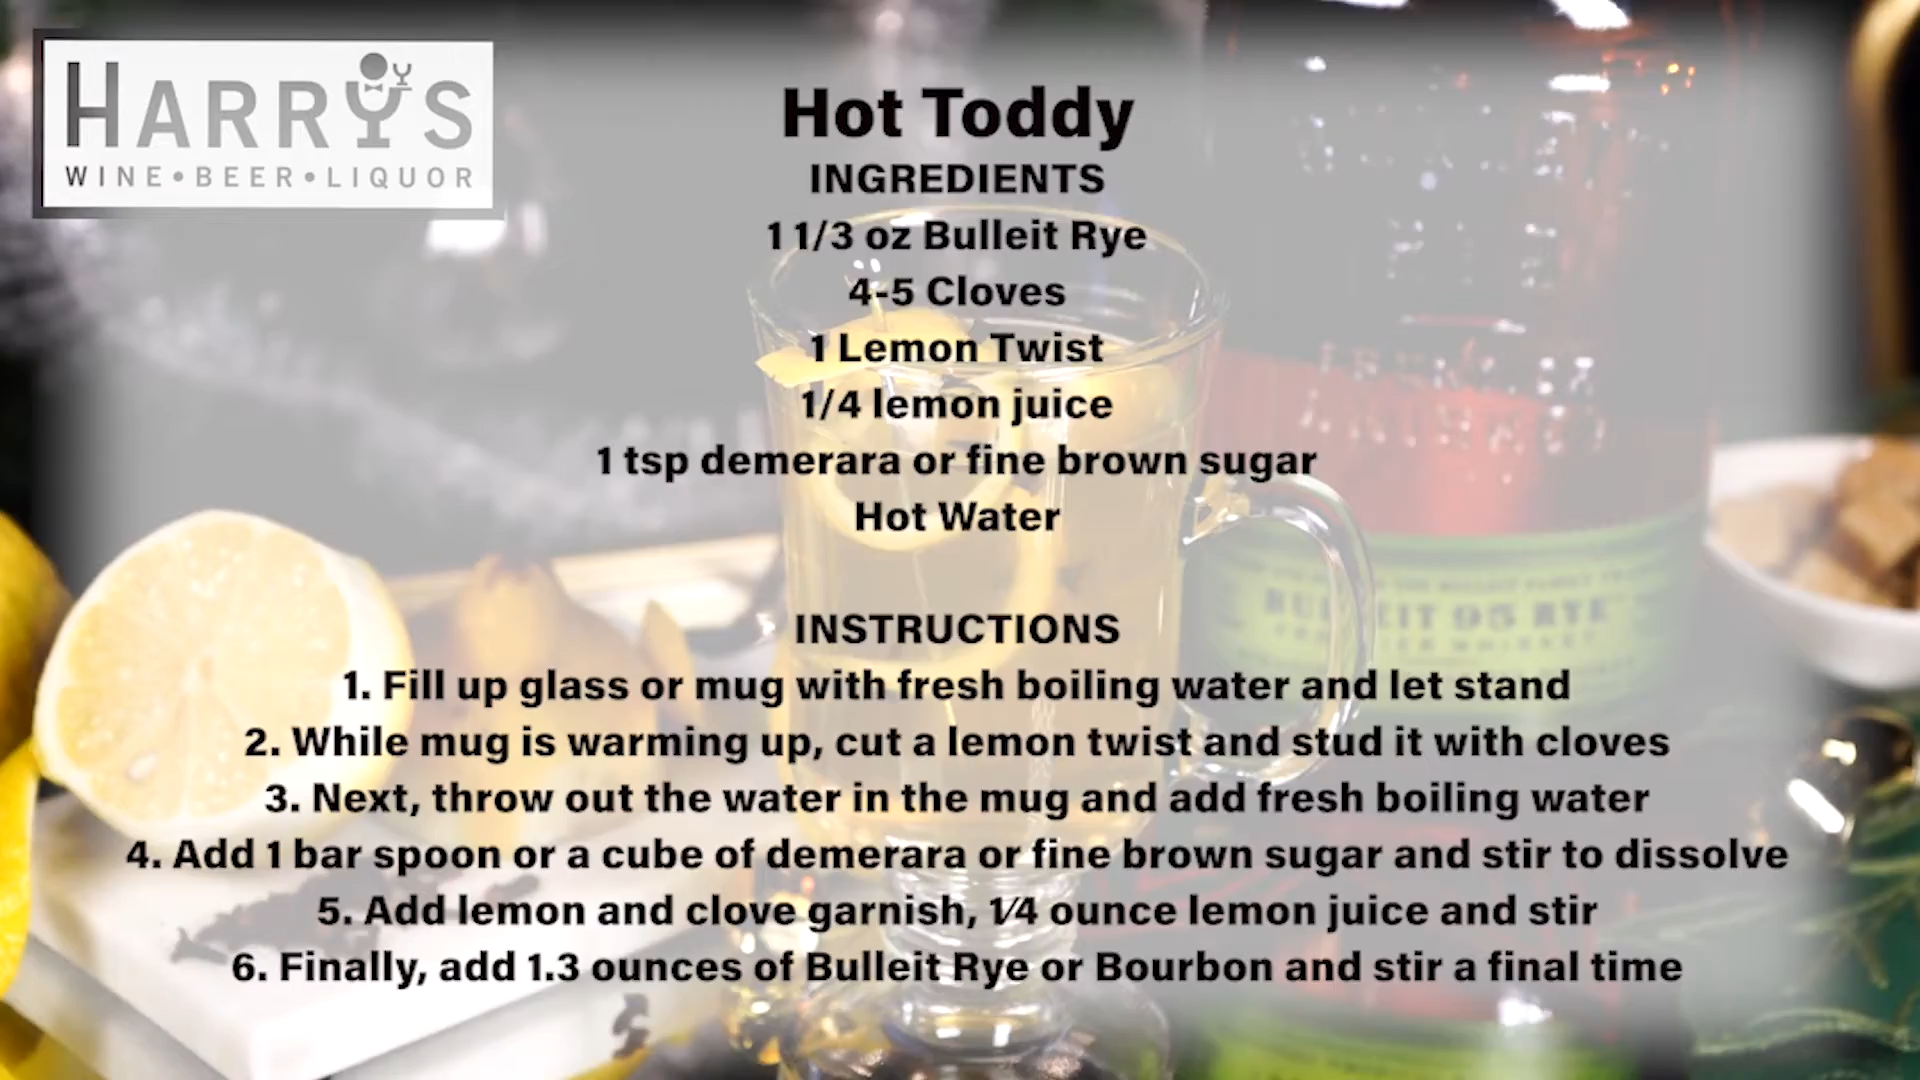 HARRYS
WINE•BEER•LIQUOR
Hot Toddy
INGREDIENTS
1 1/3 oz Bulleit Rye
4-5 Cloves
1 Lemon Twist
1/4 lemon juice
1 tsp demerara or fine brown sugar
Hot Water
INSTRUCTIONS
1. Fill up glass or mug with fresh boiling water and let stand
2. While mug is warming up, cut a lemon twist and stud it with cloves
3. Next, throw out the water in the mug and add fresh boiling water
4. Add 1 bar spoon or a cube of demerara or fine brown sugar and stir to dissolve
5. Add lemon and clove garnish, 1⁄4 ounce lemon juice and stir
6. Finally, add 1.3 ounces of Bulleit Rye or Bourbon and stir a final time
BULLEIT 95 RYE